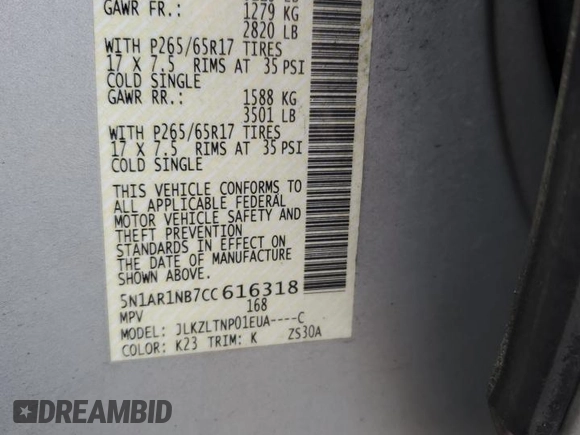 GAWR FR.:
1279 KG
2820 LB
WITH P265/65R17 TIRES
17 X 7.5 RIMS AT 35 PSI
COLD SINGLE
GAWR RR.: 1588 KG
3501 LB
WITH P265/65R17 TIRES
17 X 7.5 RIMS AT 35 PSI
COLD SINGLE
THIS VEHICLE CONFORMS TO
ALL APPLICABLE FEDERAL
MOTOR VEHICLE SAFETY AND
THEFT PREVENTION
STANDARDS IN EFFECT ON
THE DATE OF MANUFACTURE
SHOWN ABOVE.
5N1AR1NB7CC616318
MPV 168
MODEL: JLKZLTNP01EUA----C
COLOR: K23 TRIM: K ZS30A
DREAMBID